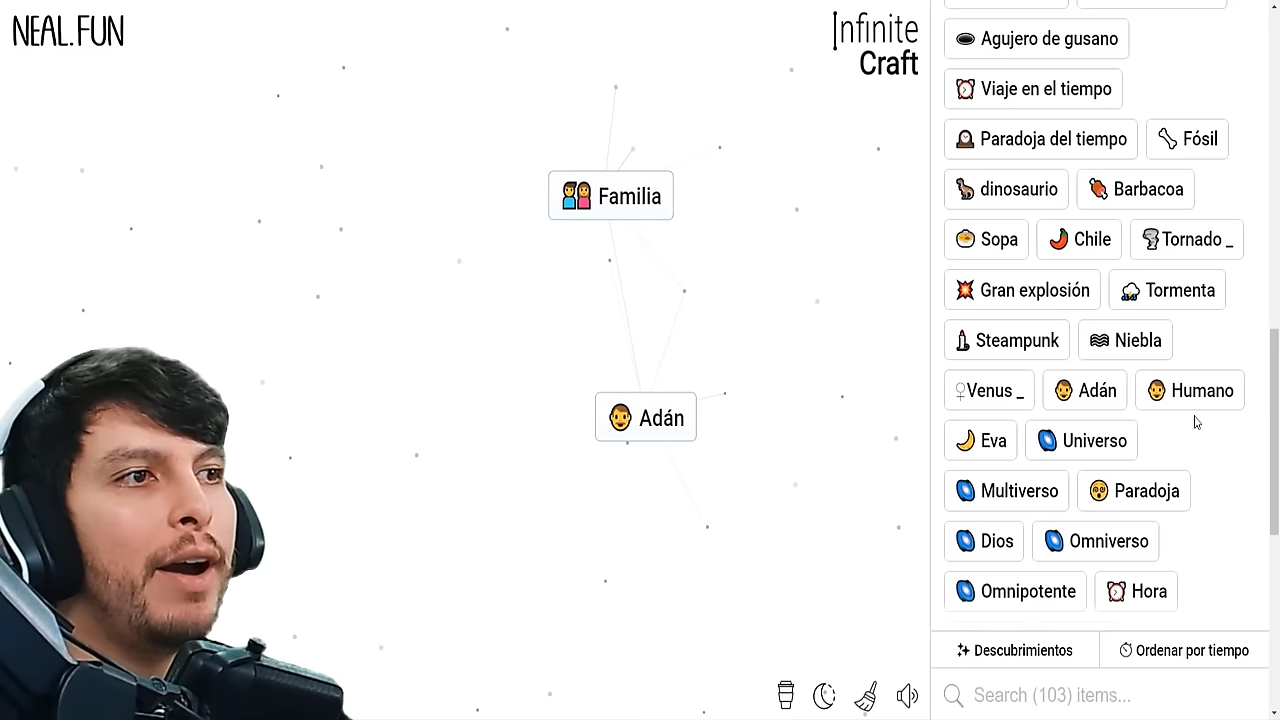 NEAL.FUN
Infinite
Craft
Familia
Adán
Agujero de gusano
Viaje en el tiempo
Paradoja del tiempo
Fósil
dinosaurio
Barbacoa
Sopa
Chile
Tornado _
Gran explosión
Tormenta
Steampunk
Niebla
Venus _
Adán
Humano
Eva
Universo
Multiverso
Paradoja
Dios
Omniverso
Omnipotente
Hora
Descubrimientos
Ordenar por tiempo
Search (103) items...